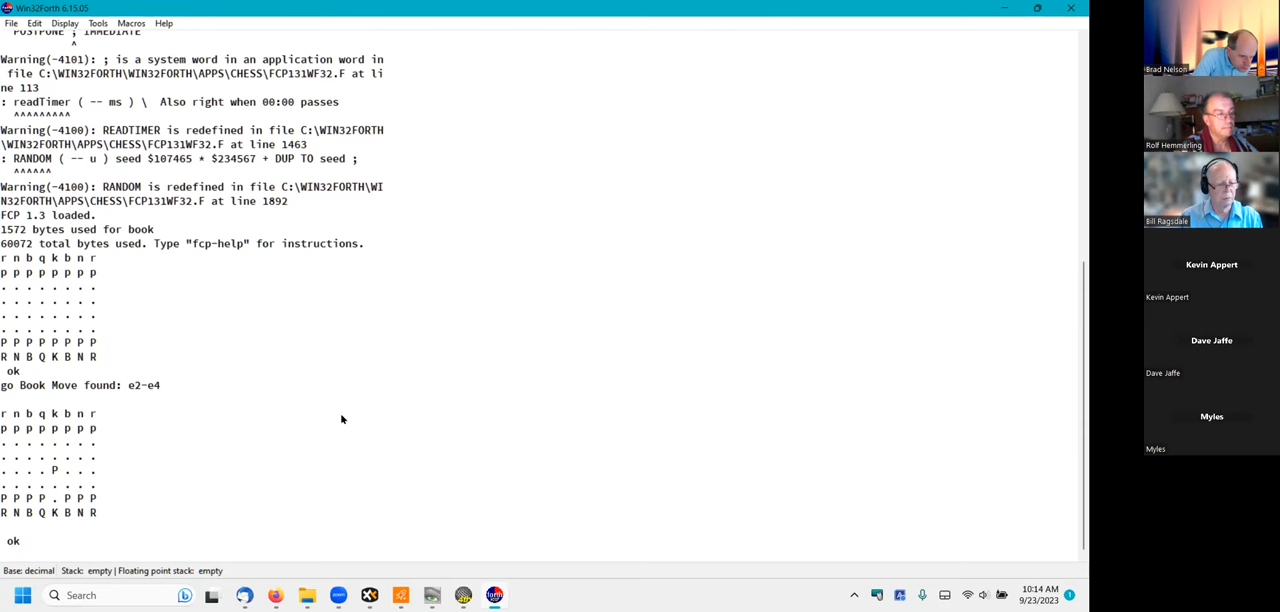 Win32Forth 6.15.05
File Edit Display Tools Macros Help
POSTPONE ; IMMEDIATE
^
Warning(-4101): ; is a system word in an application word in
file C:\WIN32FORTH\WIN32FORTH\APPS\CHESS\FCP131WF32.F at li
ne 113
: readTimer ( -- ms ) \ Also right when 00:00 passes
^^^^^^^^^
Warning(-4100): READTIMER is redefined in file C:\WIN32FORTH
\WIN32FORTH\APPS\CHESS\FCP131WF32.F at line 1463
: RANDOM ( -- u ) seed $107465 * $234567 + DUP TO seed ;
^^^^^^
Warning(-4100): RANDOM is redefined in file C:\WIN32FORTH\WI
N32FORTH\APPS\CHESS\FCP131WF32.F at line 1892
FCP 1.3 loaded.
1572 bytes used for book
60072 total bytes used. Type "fcp-help" for instructions.
r n b q k b n r
p p p p p p p p
. . . . . . . .
. . . . . . . .
. . . . . . . .
. . . . . . . .
P P P P P P P P
R N B Q K B N R
ok
go Book Move found: e2-e4
r n b q k b n r
p p p p p p p p
. . . . . . . .
. . . . . . . .
. . . . P . . .
. . . . . . . .
P P P P . P P P
R N B Q K B N R
ok
Base: decimal Stack: empty | Floating point stack: empty
Search
10:14 AM
9/23/2023
Brad Nelson
Rolf Hemmerling
Bill Ragsdale
Kevin Appert
Kevin Appert
Dave Jaffe
Dave Jaffe
Myles
Myles